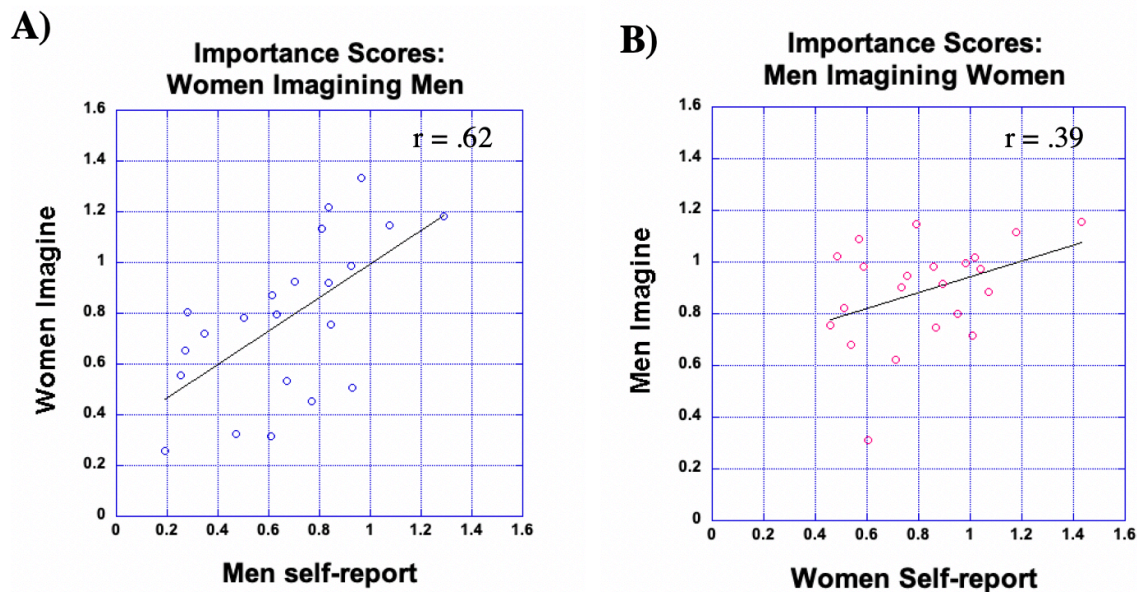 A)
Importance Scores:
Women Imagining Men
r = .62
1.6
1.4
1.2
1
0.8
0.6
0.4
0.2
0
Women Imagine
0 0.2 0.4 0.6 0.8 1 1.2 1.4 1.6
Men self-report
B)
Importance Scores:
Men Imagining Women
r = .39
1.6
1.4
1.2
1
0.8
0.6
0.4
0.2
0
Men Imagine
0 0.2 0.4 0.6 0.8 1 1.2 1.4 1.6
Women Self-report